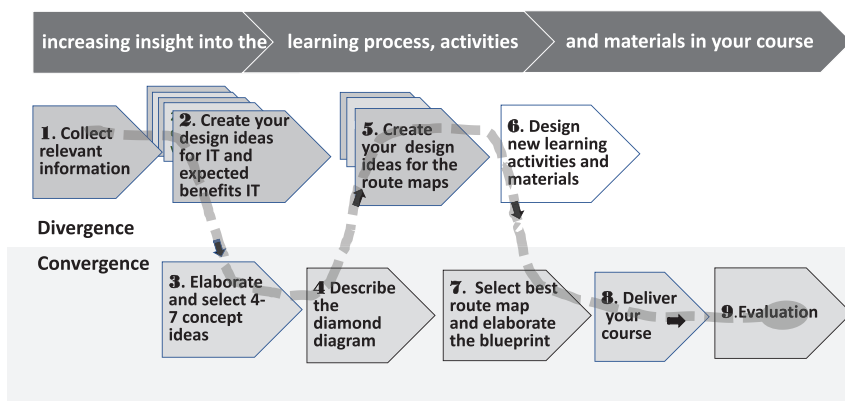 increasing insight into the
learning process, activities
and materials in your course
1. Collect
relevant
information
2. Create your
design ideas
for IT and
expected
benefits IT
5. Create
your design
ideas for the
route maps
6. Design
new learning
activities and
materials
Divergence
Convergence
3. Elaborate
and select 4-
7 concept
ideas
4 Describe
the
diamond
diagram
7. Select best
route map
and elaborate
the blueprint
8. Deliver
your
course
9.Evaluation